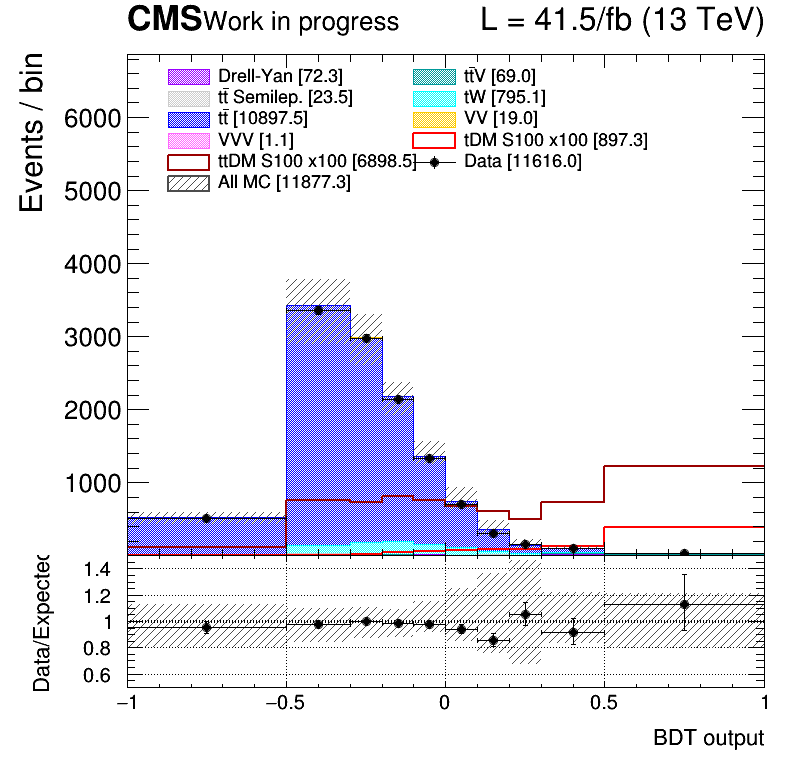 CMS Work in progress L = 41.5/fb (13 TeV)
Events / bin
Drell-Yan [72.3] tt̄V [69.0]
tt̄ Semilep. [23.5] tW [795.1]
tt̄ [10897.5] VV [19.0]
VVV [1.1] tDM S100 x100 [897.3]
ttDM S100 x100 [6898.5] Data [11616.0]
All MC [11877.3]
6000
5000
4000
3000
2000
1000
Data/Expected
1.4
1.2
1
0.8
0.6
−1 −0.5 0 0.5 1
BDT output